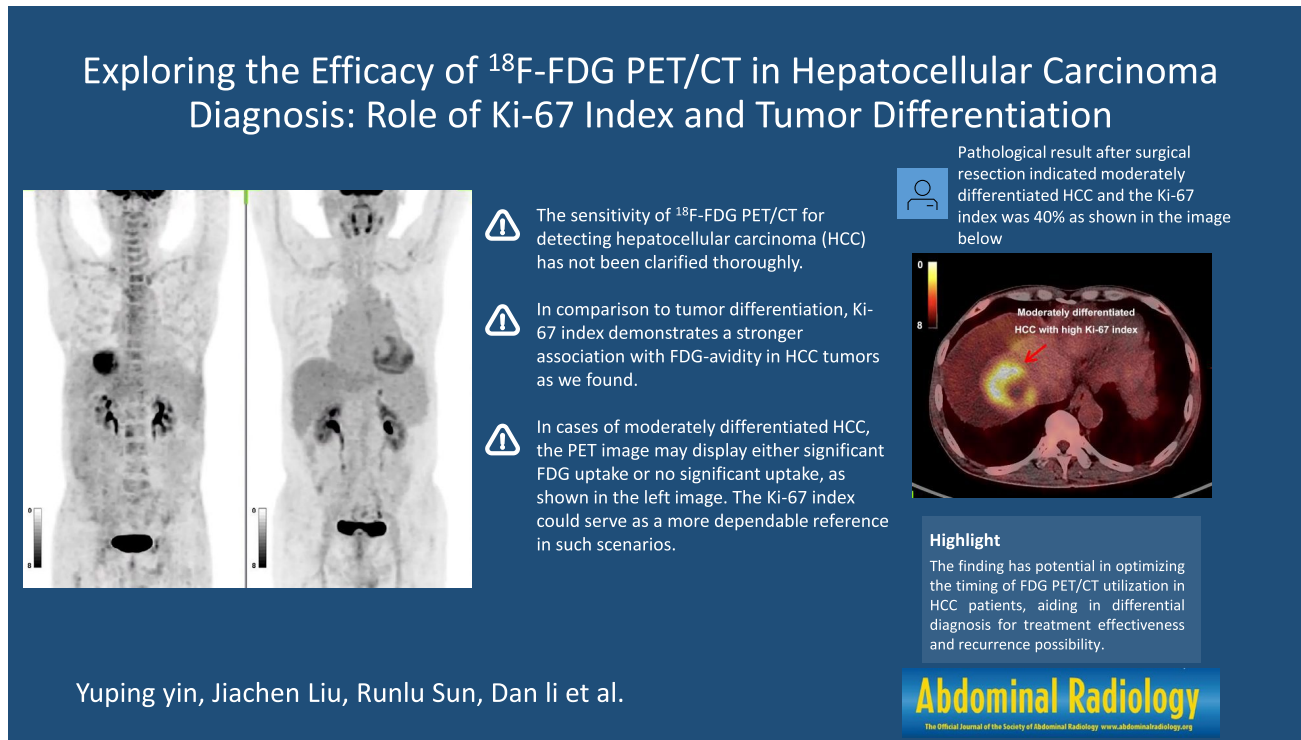 Exploring the Efficacy of ¹⁸F-FDG PET/CT in Hepatocellular Carcinoma
Diagnosis: Role of Ki-67 Index and Tumor Differentiation
0
8
0
8
The sensitivity of ¹⁸F-FDG PET/CT for
detecting hepatocellular carcinoma (HCC)
has not been clarified thoroughly.
In comparison to tumor differentiation, Ki-
67 index demonstrates a stronger
association with FDG-avidity in HCC tumors
as we found.
In cases of moderately differentiated HCC,
the PET image may display either significant
FDG uptake or no significant uptake, as
shown in the left image. The Ki-67 index
could serve as a more dependable reference
in such scenarios.
Pathological result after surgical
resection indicated moderately
differentiated HCC and the Ki-67
index was 40% as shown in the image
below
0
8
Moderately differentiated
HCC with high Ki-67 index
Highlight
The finding has potential in optimizing
the timing of FDG PET/CT utilization in
HCC patients, aiding in differential
diagnosis for treatment effectiveness
and recurrence possibility.
Yuping yin, Jiachen Liu, Runlu Sun, Dan li et al.
Abdominal Radiology
The Official Journal of the Society of Abdominal Radiology www.abdominalradiology.org